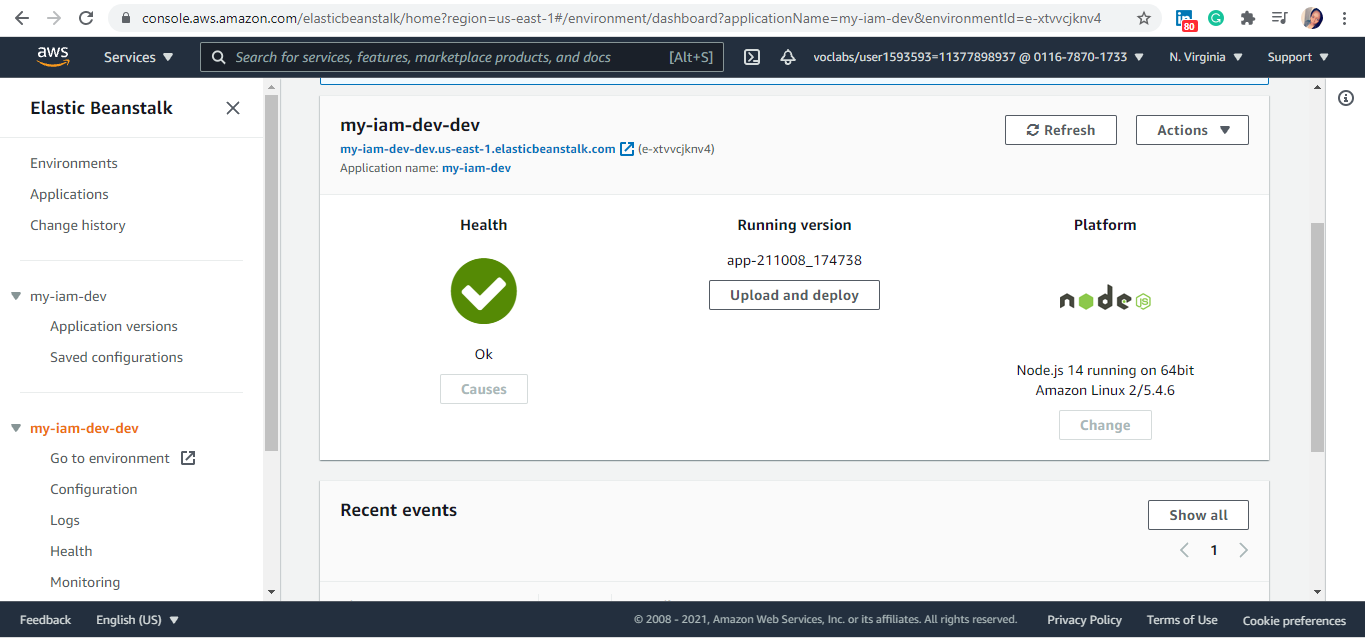 console.aws.amazon.com/elasticbeanstalk/home?region=us-east-1#/environment/dashboard?applicationName=my-iam-dev&environmentId=e-xtvvcjknv4
80
aws
Services
Search for services, features, marketplace products, and docs
[Alt+S]
voclabs/user1593593=11377898937 @ 0116-7870-1733
N. Virginia
Support
Elastic Beanstalk
Environments
Applications
Change history
my-iam-dev
Application versions
Saved configurations
my-iam-dev-dev
Go to environment
Configuration
Logs
Health
Monitoring
my-iam-dev-dev
my-iam-dev-dev.us-east-1.elasticbeanstalk.com (e-xtvvcjknv4)
Application name: my-iam-dev
Refresh
Actions
Health
Ok
Causes
Running version
app-211008_174738
Upload and deploy
Platform
node JS
Node.js 14 running on 64bit
Amazon Linux 2/5.4.6
Change
Recent events
Show all
1
Feedback
English (US)
© 2008 - 2021, Amazon Web Services, Inc. or its affiliates. All rights reserved.
Privacy Policy
Terms of Use
Cookie preferences